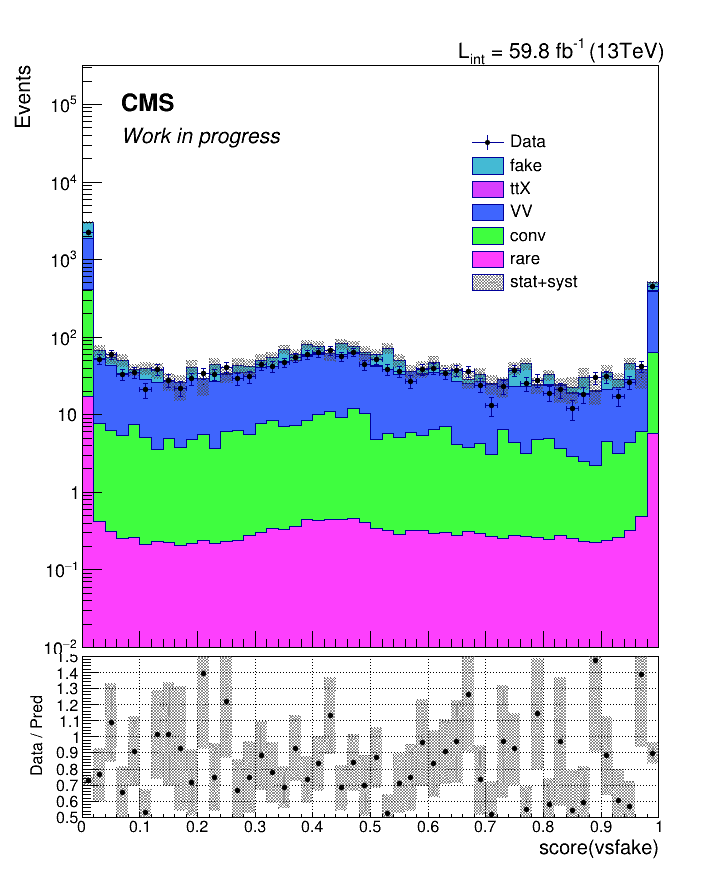 L_int = 59.8 fb^-1 (13TeV)
Events
CMS
Work in progress
Data
fake
ttX
VV
conv
rare
stat+syst
10^5
10^4
10^3
10^2
10
1
10^−1
10^−2
Data / Pred
1.5
1.4
1.3
1.2
1.1
1
0.9
0.8
0.7
0.6
0.5
0 0.1 0.2 0.3 0.4 0.5 0.6 0.7 0.8 0.9 1
score(vsfake)